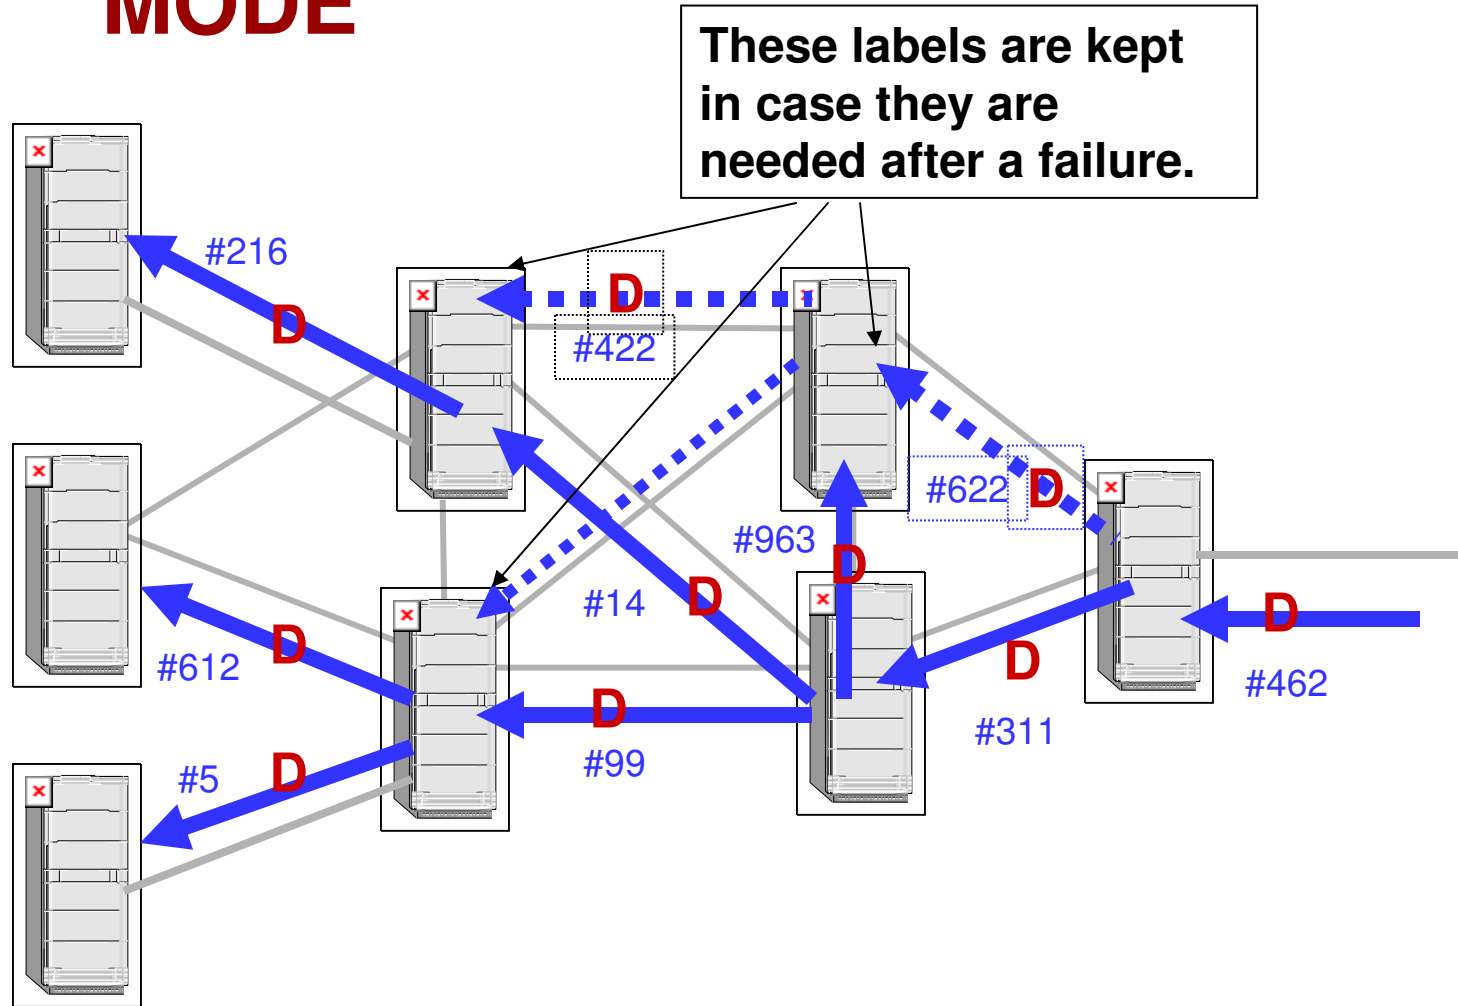 MODE
These labels are kept
in case they are
needed after a failure.
#216
D
D
#422
#622
D
#963
D
#14
D
D
#612
D
#462
D
#311
D
#99
#5
D